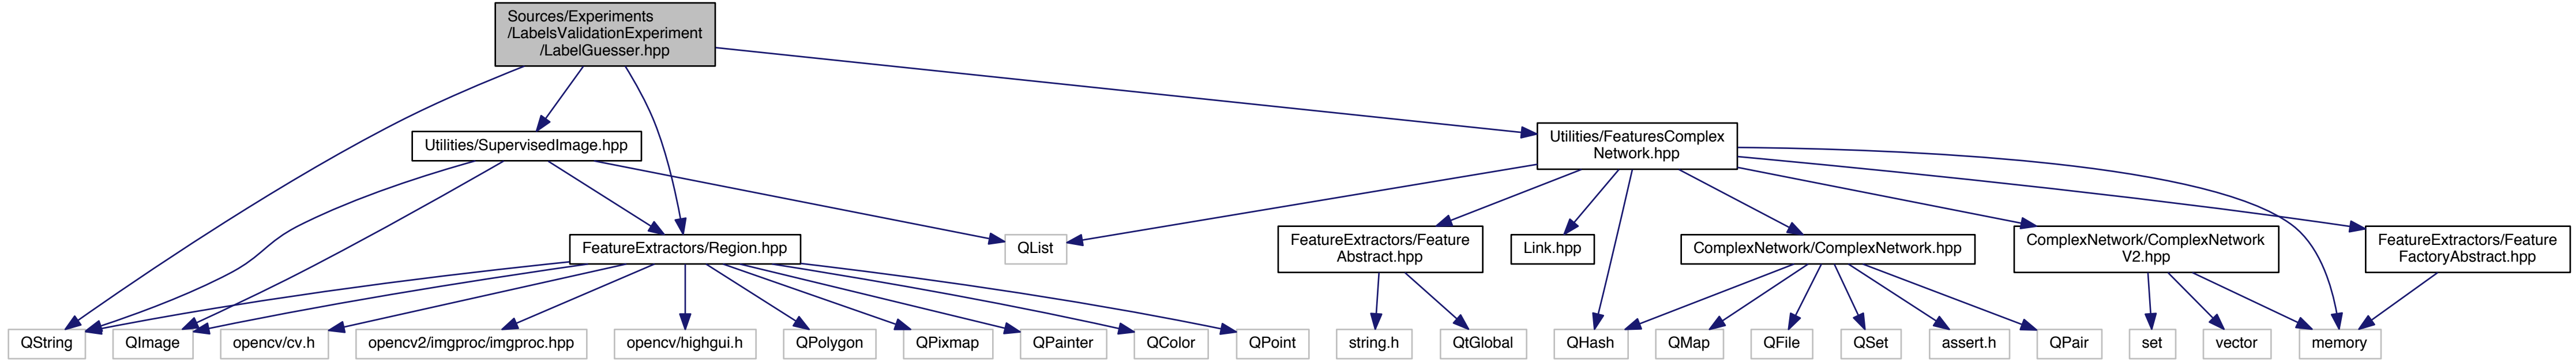 Sources/Experiments
/LabelsValidationExperiment
/LabelGuesser.hpp
Utilities/SupervisedImage.hpp
Utilities/FeaturesComplex
Network.hpp
FeatureExtractors/Region.hpp
QList
FeatureExtractors/Feature
Abstract.hpp
Link.hpp
ComplexNetwork/ComplexNetwork.hpp
ComplexNetwork/ComplexNetwork
V2.hpp
FeatureExtractors/Feature
FactoryAbstract.hpp
QString
QImage
opencv/cv.h
opencv2/imgproc/imgproc.hpp
opencv/highgui.h
QPolygon
QPixmap
QPainter
QColor
QPoint
string.h
QtGlobal
QHash
QMap
QFile
QSet
assert.h
QPair
set
vector
memory